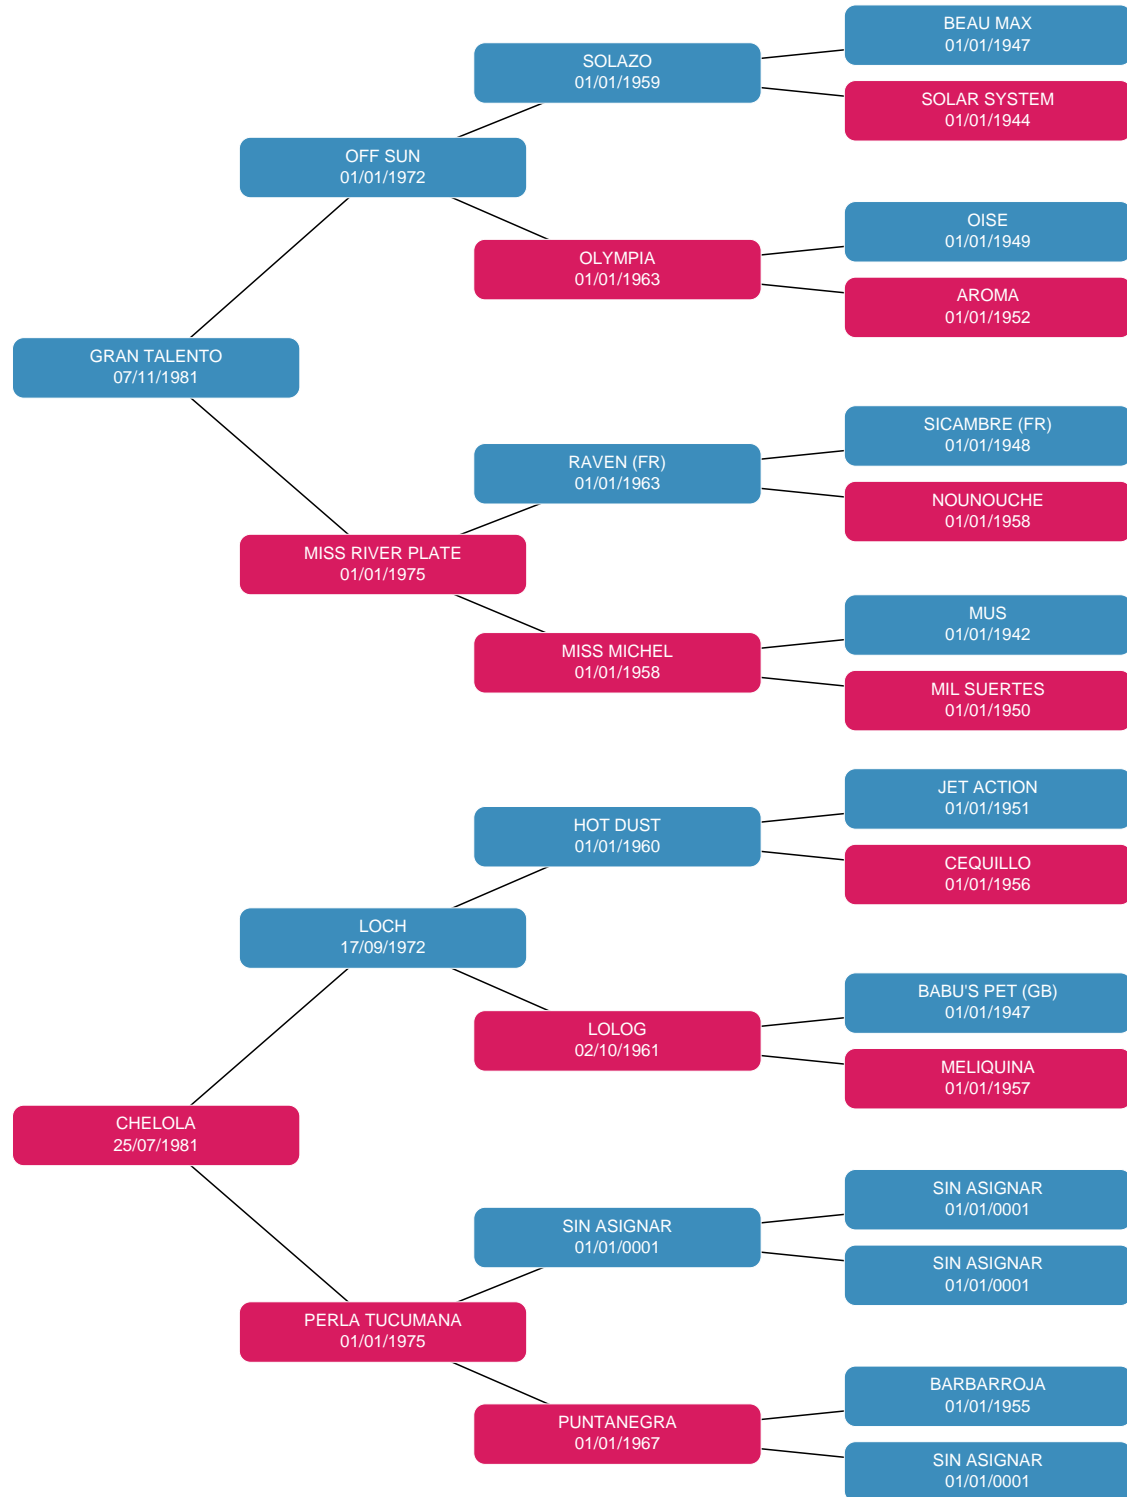 BEAU MAX
01/01/1947
SOLAZO
01/01/1959
SOLAR SYSTEM
01/01/1944
OFF SUN
01/01/1972
OISE
01/01/1949
OLYMPIA
01/01/1963
AROMA
01/01/1952
GRAN TALENTO
07/11/1981
SICAMBRE (FR)
01/01/1948
RAVEN (FR)
01/01/1963
NOUNOUCHE
01/01/1958
MISS RIVER PLATE
01/01/1975
MUS
01/01/1942
MISS MICHEL
01/01/1958
MIL SUERTES
01/01/1950
JET ACTION
01/01/1951
HOT DUST
01/01/1960
CEQUILLO
01/01/1956
LOCH
17/09/1972
BABU'S PET (GB)
01/01/1947
LOLOG
02/10/1961
MELIQUINA
01/01/1957
CHELOLA
25/07/1981
SIN ASIGNAR
01/01/0001
SIN ASIGNAR
01/01/0001
SIN ASIGNAR
01/01/0001
PERLA TUCUMANA
01/01/1975
BARBARROJA
01/01/1955
PUNTANEGRA
01/01/1967
SIN ASIGNAR
01/01/0001